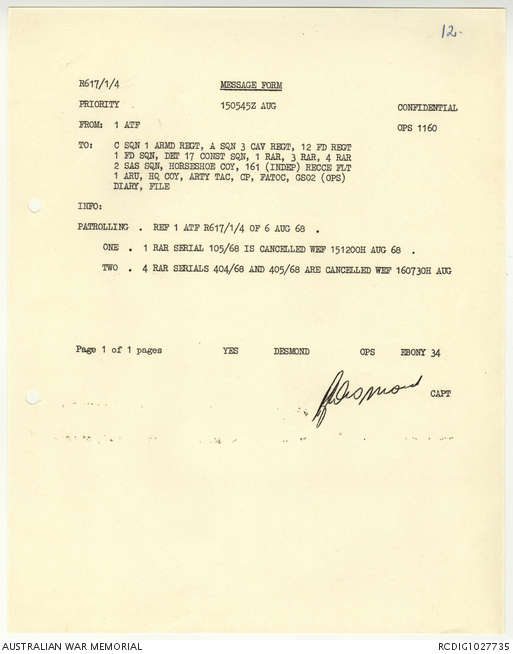 12.
R617/1/4 MESSAGE FORM
PRIORITY 150545Z AUG CONFIDENTIAL
FROM: 1 ATF OPS 1160
TO: C SQN 1 ARMD REGT, A SQN 3 CAV REGT, 12 FD REGT
1 FD SQN, DET 17 CONST SQN, 1 RAR, 3 RAR, 4 RAR
2 SAS SQN, HORSESHOE COY, 161 (INDEP) RECCE FLT
1 ARU, HQ COY, ARTY TAC, CP, FATOC, GSO2 (OPS)
DIARY, FILE
INFO:
PATROLLING . REF 1 ATF R617/1/4 OF 6 AUG 68 .
ONE . 1 RAR SERIAL 105/68 IS CANCELLED WEF 151200H AUG 68 .
TWO . 4 RAR SERIALS 404/68 AND 405/68 ARE CANCELLED WEF 160730H AUG
Page 1 of 1 pages YES DESMOND OPS EBONY 34
Desmond CAPT
AUSTRALIAN WAR MEMORIAL RCDIG1027735